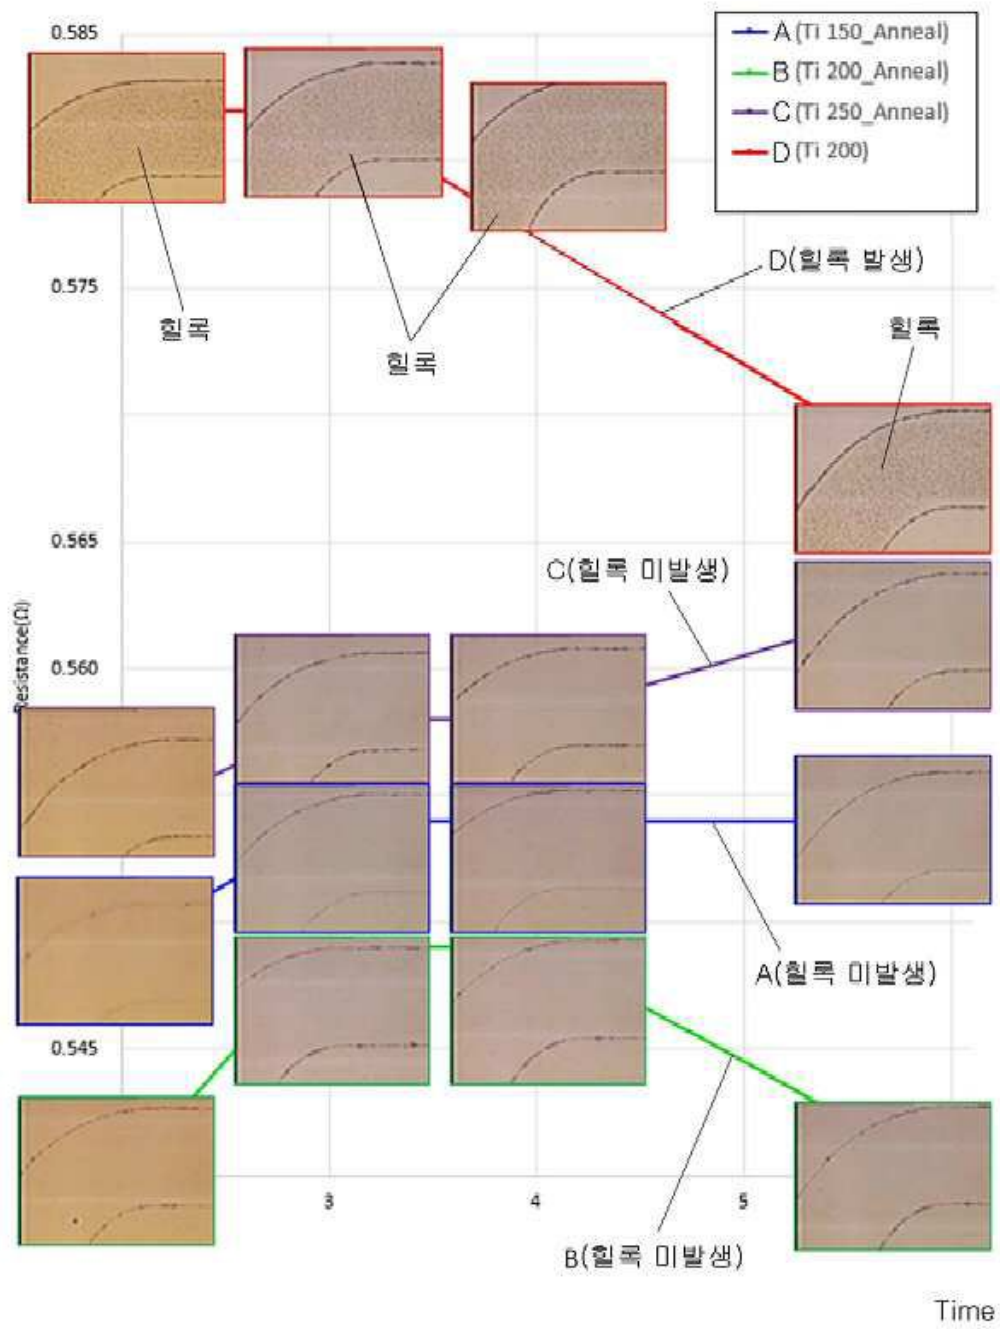 0.585
A (Ti 150_Anneal)
B (Ti 200_Anneal)
C (Ti 250_Anneal)
D (Ti 200)
D(힐록 발생)
0.575
힐록
힐록
힐록
0.565
C(힐록 미발생)
Resistance(Ω)
0.560
A(힐록 미발생)
0.545
3
4
5
B(힐록 미발생)
Time